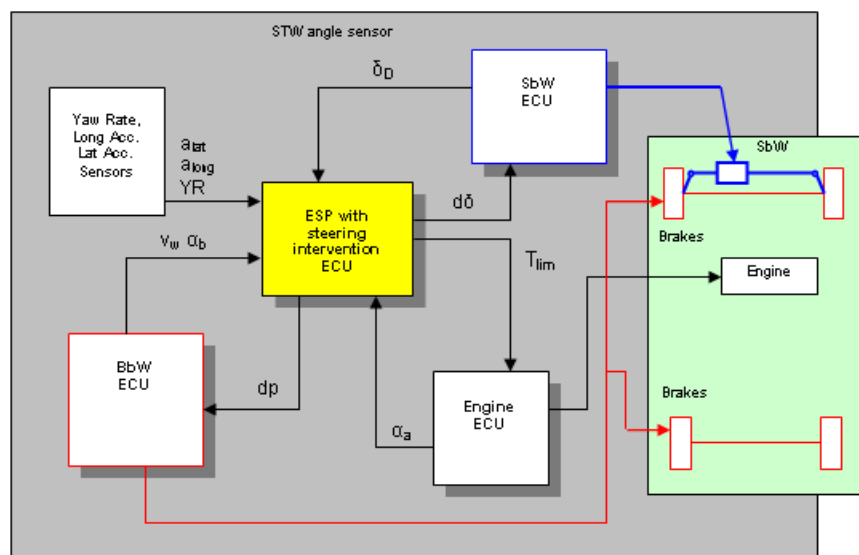 STW angle sensor
δD
SbW
ECU
Yaw Rate,
Long Acc.
Lat Acc.
Sensors
alat
along
YR
SbW
ESP with
steering
intervention
ECU
dδ
Brakes
vw αb
Tlim
Engine
BbW
ECU
dp
Engine
ECU
αa
Brakes